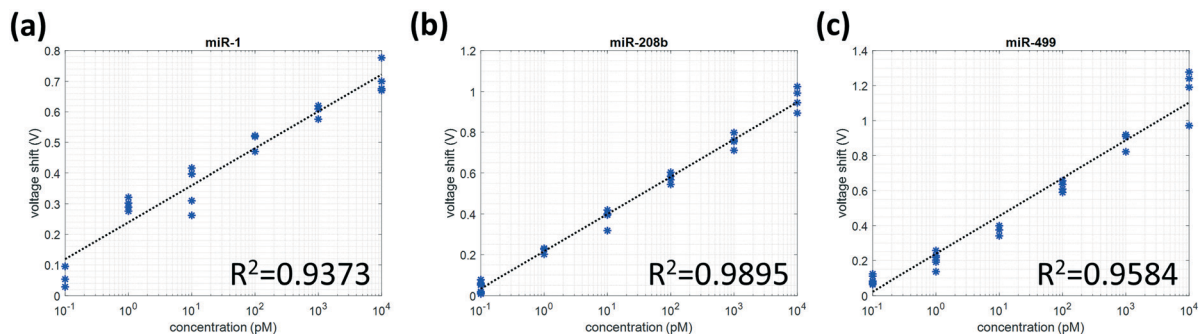 (a)
miR-1
0.8
0.7
0.6
0.5
0.4
0.3
0.2
0.1
0
voltage shift (V)
10⁻¹ 10⁰ 10¹ 10² 10³ 10⁴
concentration (pM)
R²=0.9373
(b)
miR-208b
1.2
1
0.8
0.6
0.4
0.2
0
voltage shift (V)
10⁻¹ 10⁰ 10¹ 10² 10³ 10⁴
concentration (pM)
R²=0.9895
(c)
miR-499
1.4
1.2
1
0.8
0.6
0.4
0.2
0
voltage shift (V)
10⁻¹ 10⁰ 10¹ 10² 10³ 10⁴
concentration (pM)
R²=0.9584